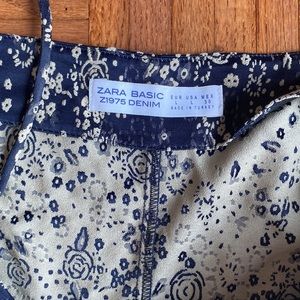 ZARA BASIC
Z1975 DENIM
EUR USA MEX
L L 30
MADE IN TURKEY